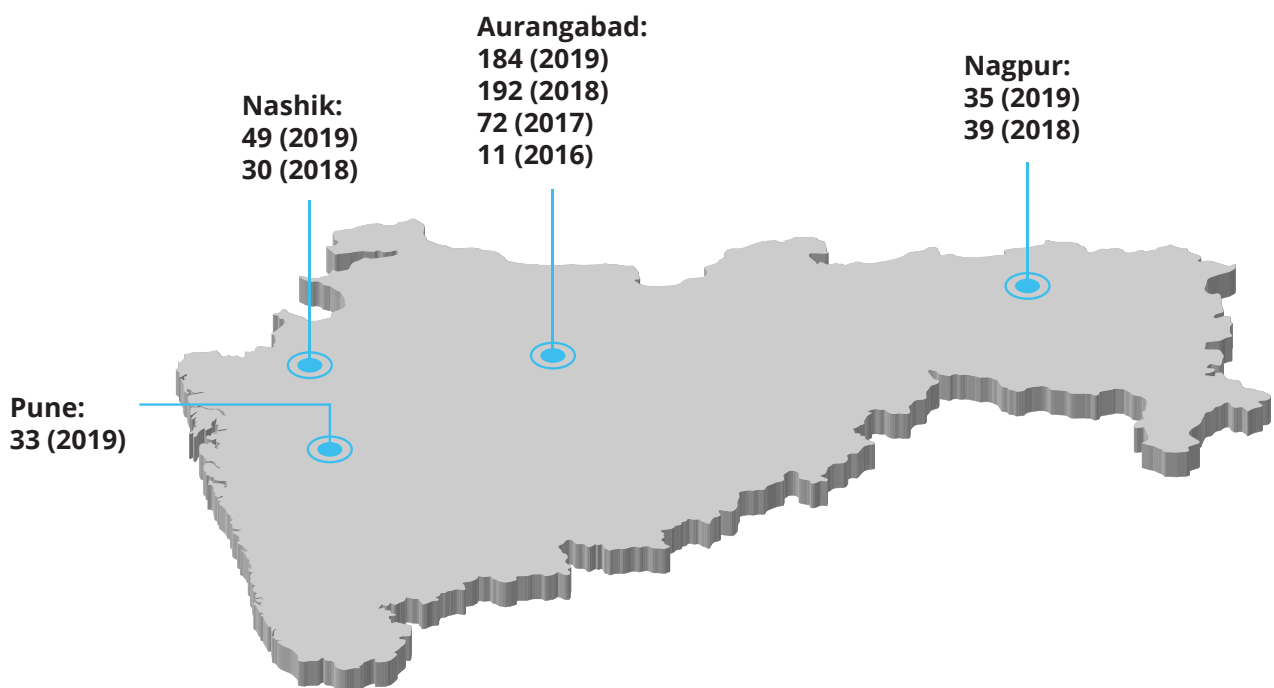 Aurangabad:
184 (2019)
192 (2018)
72 (2017)
11 (2016)
Nagpur:
35 (2019)
39 (2018)
Nashik:
49 (2019)
30 (2018)
Pune:
33 (2019)